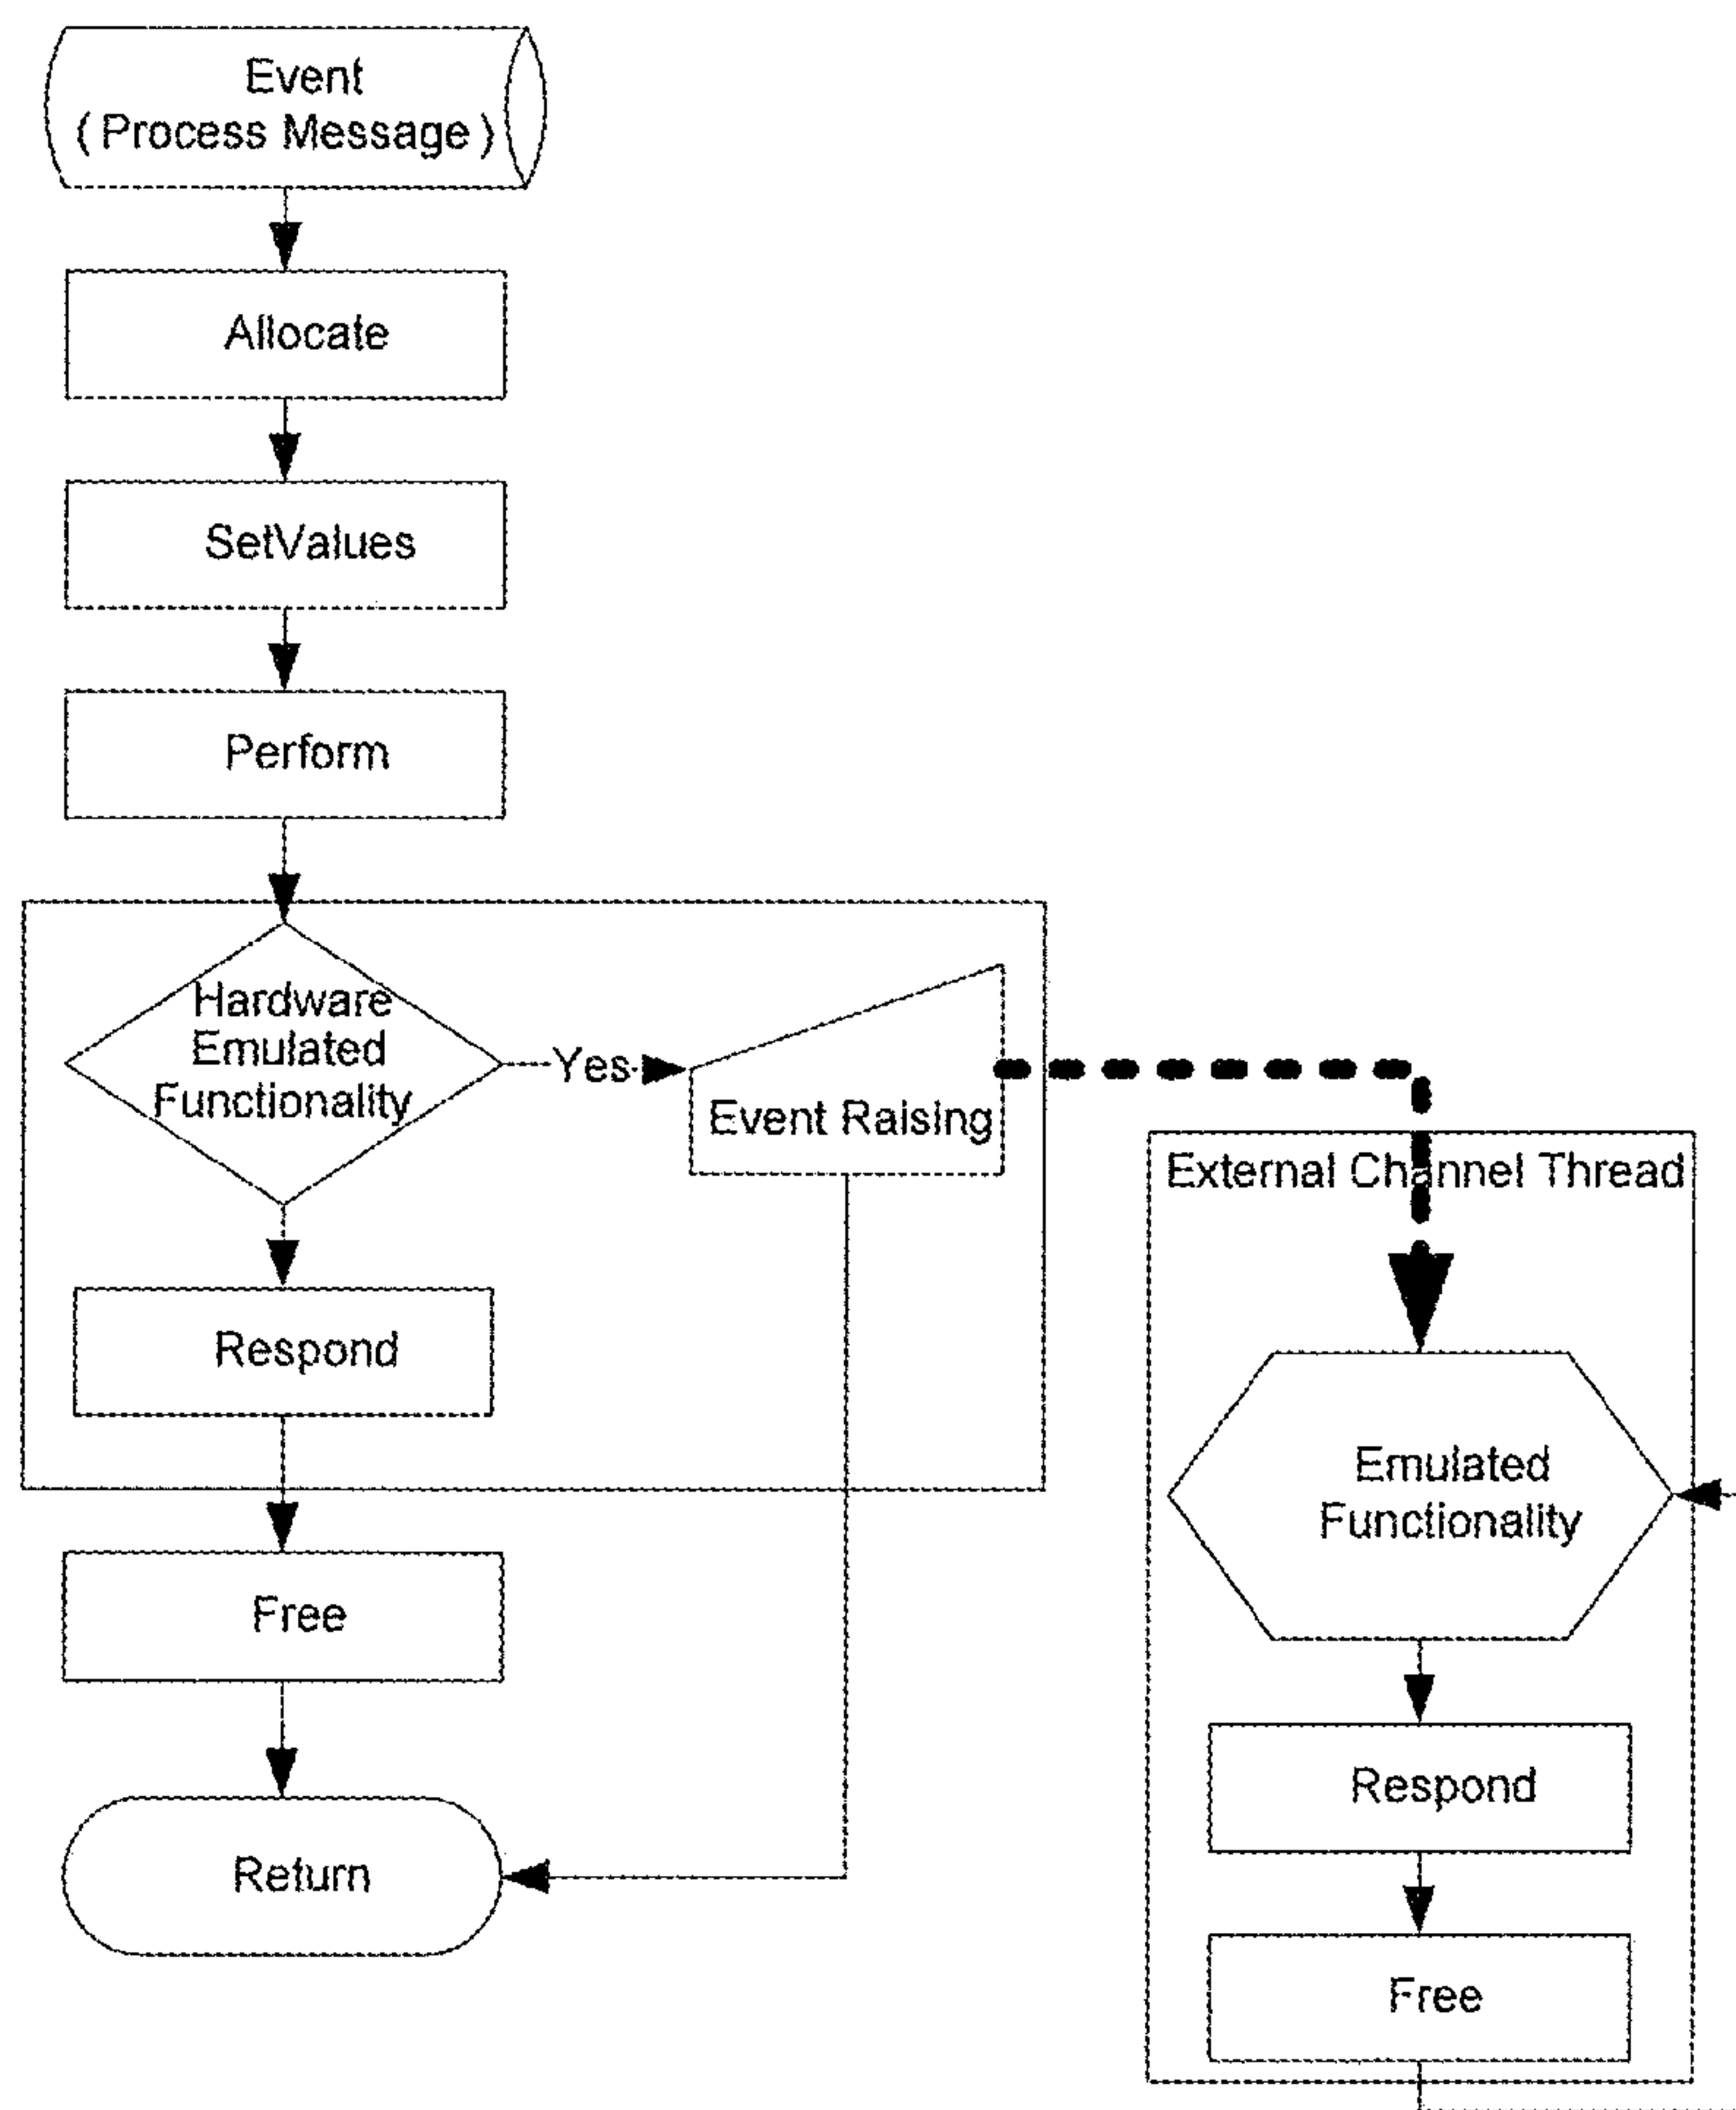 Event
( Process Message )
Allocate
SetValues
Perform
Hardware
Emulated
Functionality
Yes
Event Raising
External Channel Thread
Respond
Emulated
Functionality
Free
Respond
Return
Free